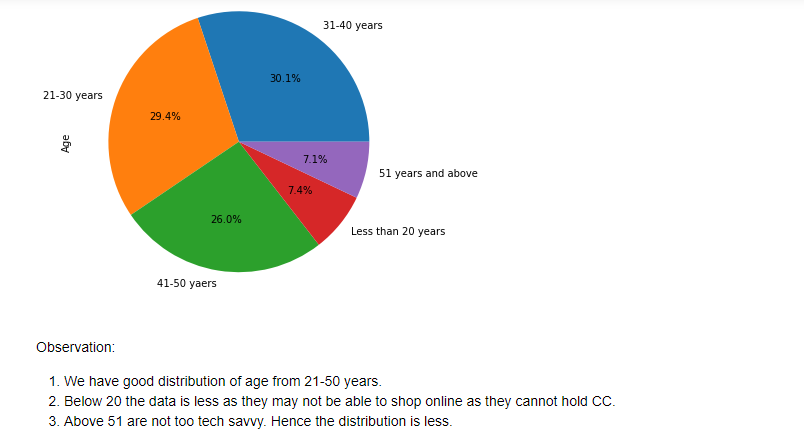 31-40 years
30.1%
21-30 years
29.4%
Age
7.1%
51 years and above
7.4%
26.0%
Less than 20 years
41-50 yaers
Observation:
1. We have good distribution of age from 21-50 years.
2. Below 20 the data is less as they may not be able to shop online as they cannot hold CC.
3. Above 51 are not too tech savvy. Hence the distribution is less.